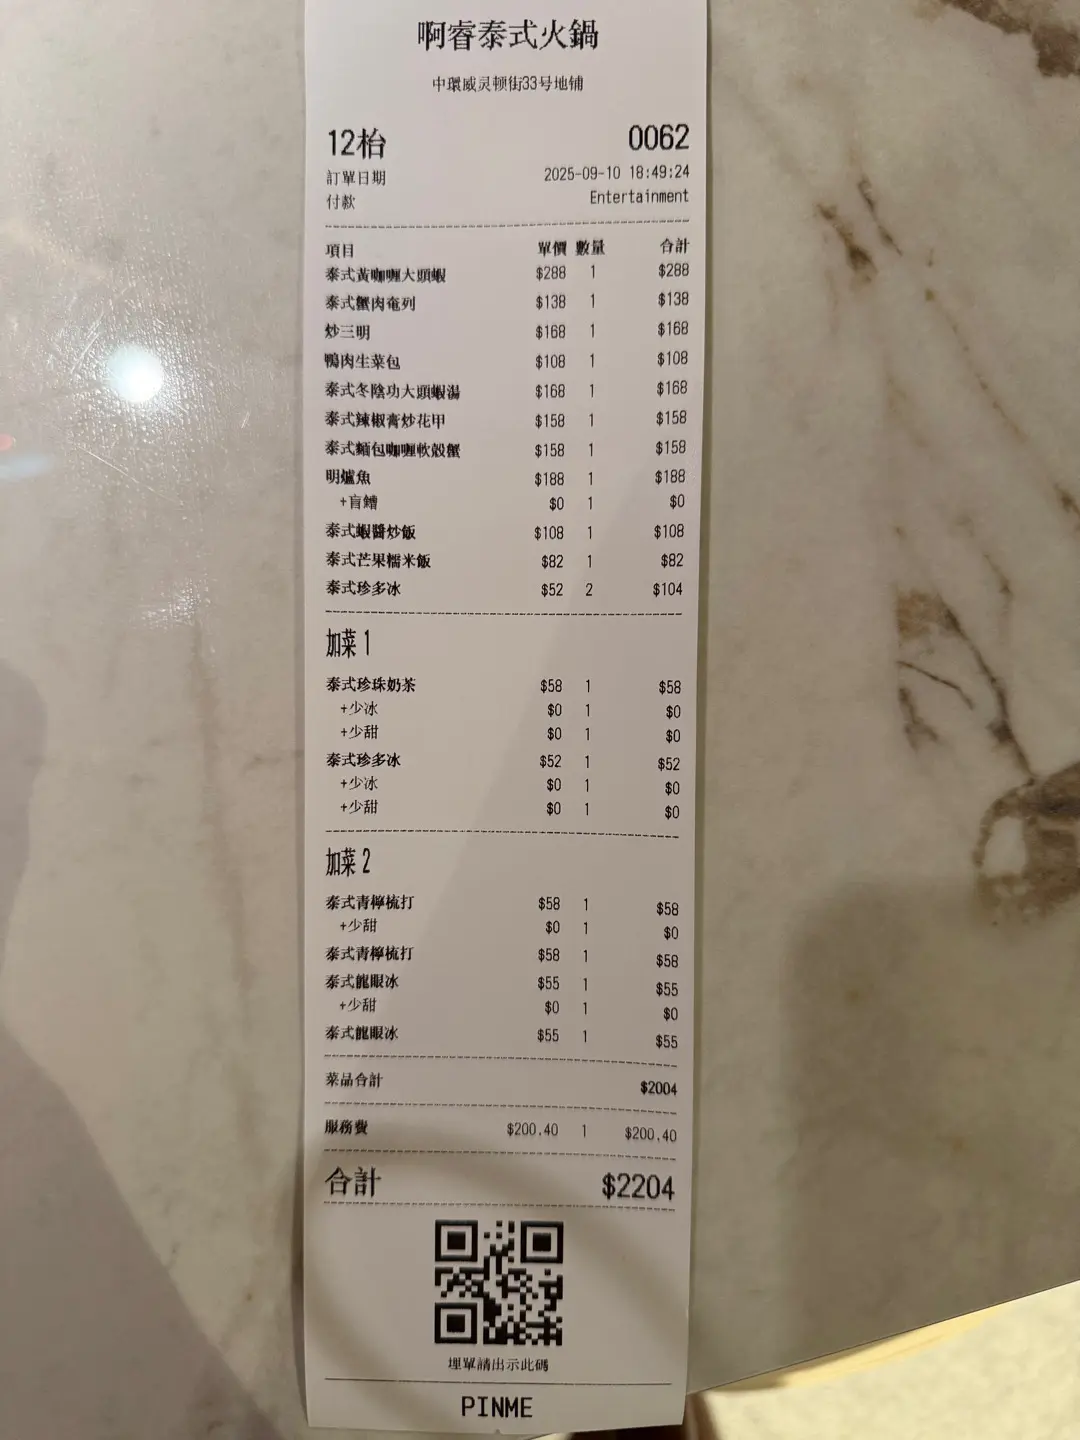 啊睿泰式火鍋
中環威灵顿街33号地铺
12枱 0062
訂單日期 2025-09-10 18:49:24
付款 Entertainment
項目 單價 數量 合計
泰式黃咖喱大頭蝦 $288 1 $288
泰式蟹肉奄列 $138 1 $138
炒三明 $168 1 $168
鴨肉生菜包 $108 1 $108
泰式冬陰功大頭蝦湯 $168 1 $168
泰式辣椒膏炒花甲 $158 1 $158
泰式麵包咖喱軟殼蟹 $158 1 $158
明爐魚 $188 1 $188
+盲鰽 $0 1 $0
泰式蝦醬炒飯 $108 1 $108
泰式芒果糯米飯 $82 1 $82
泰式珍多冰 $52 2 $104
加菜 1
泰式珍珠奶茶 $58 1 $58
+少冰 $0 1 $0
+少甜 $0 1 $0
泰式珍多冰 $52 1 $52
+少冰 $0 1 $0
+少甜 $0 1 $0
加菜 2
泰式青檸梳打 $58 1 $58
+少甜 $0 1 $0
泰式青檸梳打 $58 1 $58
泰式龍眼冰 $55 1 $55
+少甜 $0 1 $0
泰式龍眼冰 $55 1 $55
菜品合計 $2004
服務費 $200.40 1 $200.40
合計 $2204
埋單請出示此碼
PINME